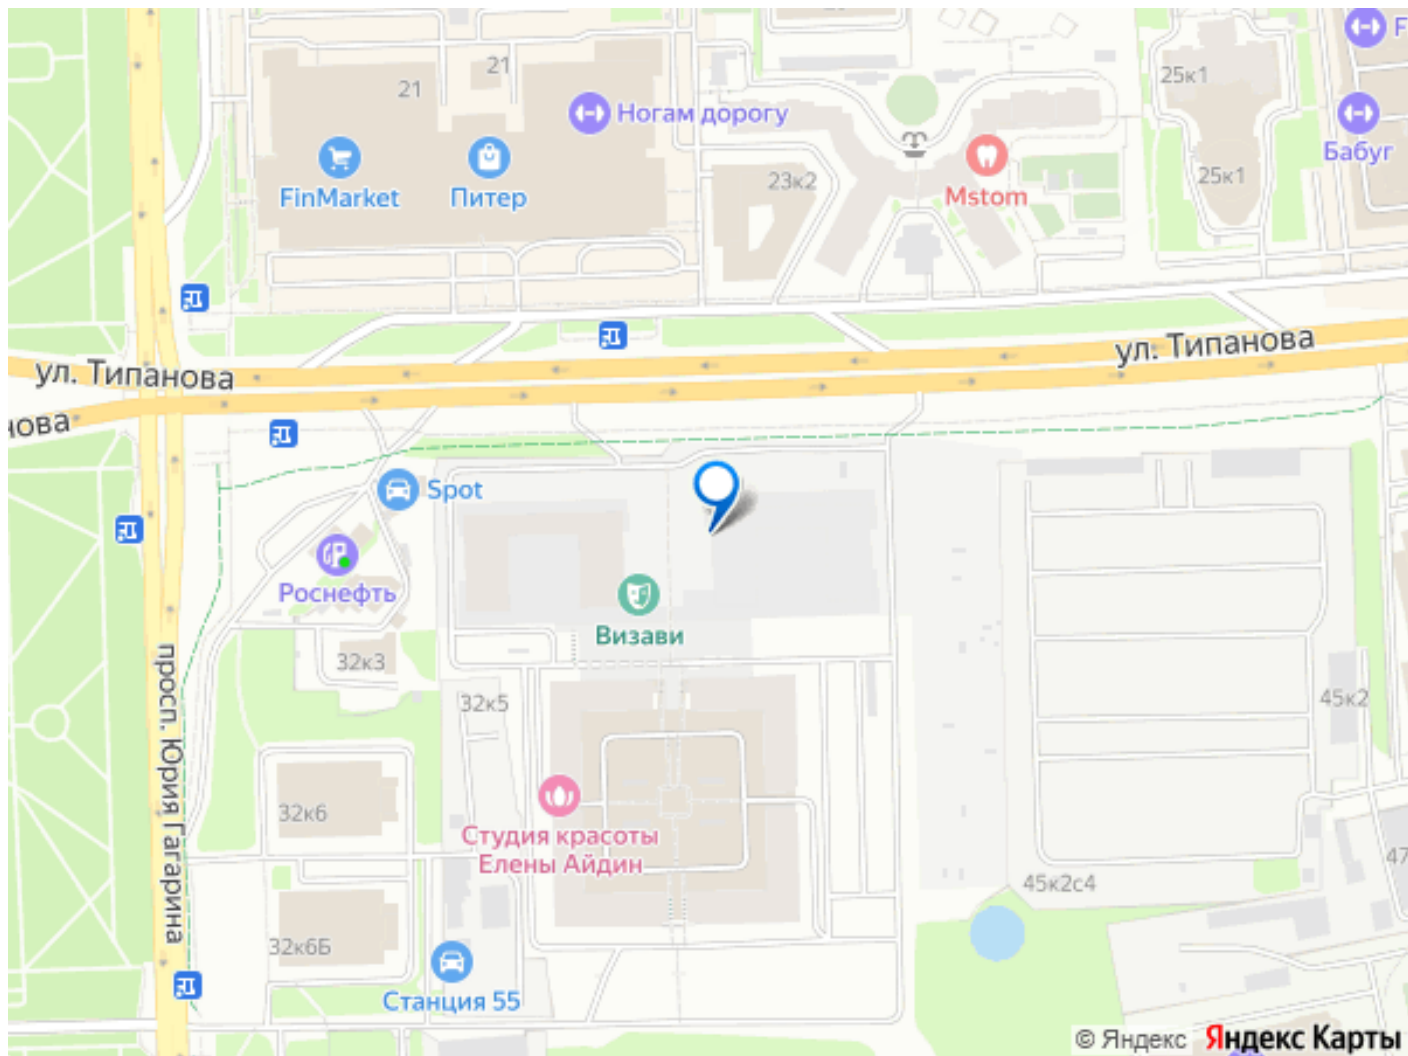 21
21
25к1
Ногам дорогу
FinMarket
Питер
23к2
Mstom
25к1
Бабуг
ул. Типанова
ул. Типанова
нова
Spot
Роснефть
Визави
32к3
32к5
45к2
просп. Юрия Гагарина
32к6
Студия красоты
Елены Айдин
47
45к2с4
32к6Б
Станция 55
© Яндекс Яндекс Карты